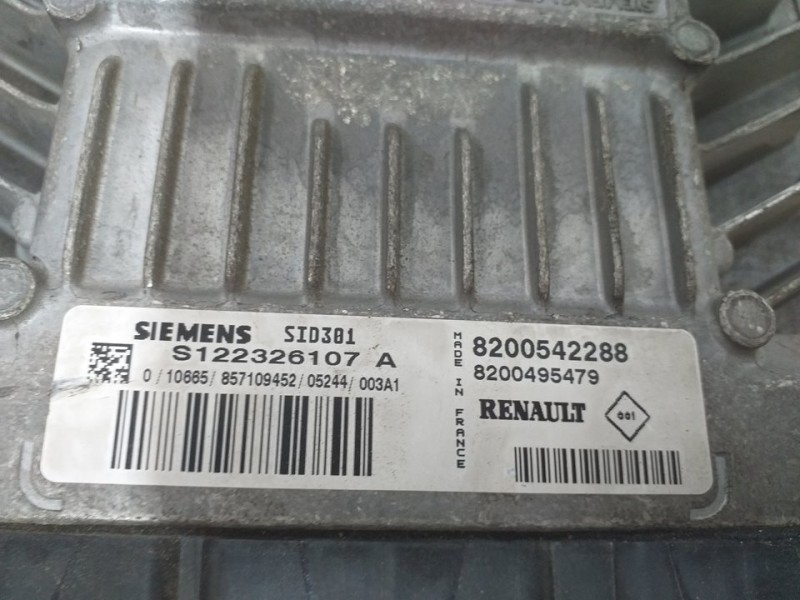 SIEMENS SID301
S122326107 A
0/10665/857109452/05244/003A1
MADE IN FRANCE
8200542288
8200495479
RENAULT
001